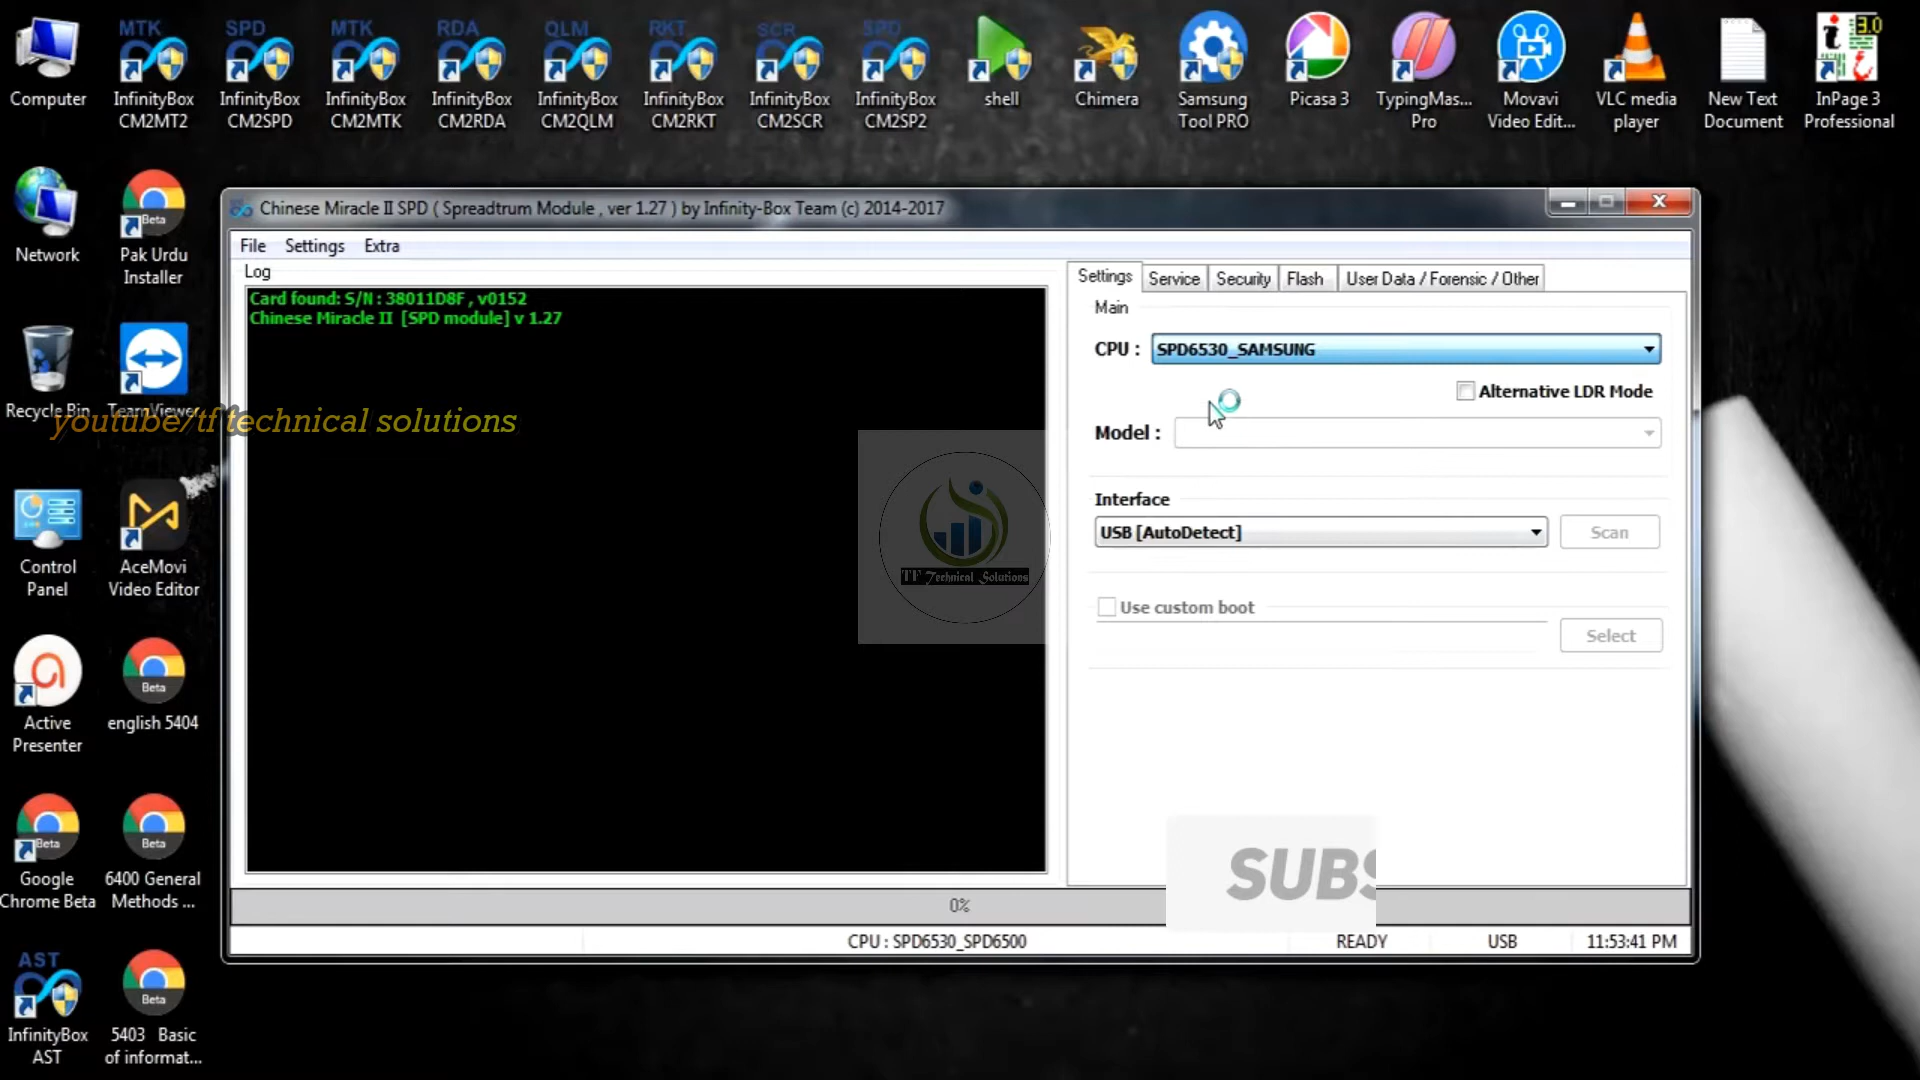 MTK
SPD
MTK
RDA
QLM
RKT
SCR
SPD
3.0
Computer
InfinityBox
CM2MT2
InfinityBox
CM2SPD
InfinityBox
CM2MTK
InfinityBox
CM2RDA
InfinityBox
CM2QLM
InfinityBox
CM2RKT
InfinityBox
CM2SCR
InfinityBox
CM2SP2
shell
Chimera
Samsung
Tool PRO
Picasa 3
TypingMas...
Pro
Movavi
Video Edit...
VLC media
player
New Text
Document
InPage 3
Professional
Network
Beta
Pak Urdu
Installer
Recycle Bin
TeamViewer
youtube/tf technical solutions
Control
Panel
AceMovi
Video Editor
Active
Presenter
Beta
english 5404
Beta
Google
Chrome Beta
Beta
6400 General
Methods ...
AST
InfinityBox
AST
Beta
5403 Basic
of informat...
Chinese Miracle II SPD ( Spreadtrum Module , ver 1.27 ) by Infinity-Box Team (c) 2014-2017
File Settings Extra
Log
Card found: S/N : 38011D8F , v0152
Chinese Miracle II [SPD module] v 1.27
TF Technical Solutions
Settings Service Security Flash User Data / Forensic / Other
Main
CPU : SPD6530_SAMSUNG
Alternative LDR Mode
Model :
Interface
USB [AutoDetect] Scan
Use custom boot
Select
SUBS
0%
CPU : SPD6530_SPD6500 READY USB 11:53:41 PM